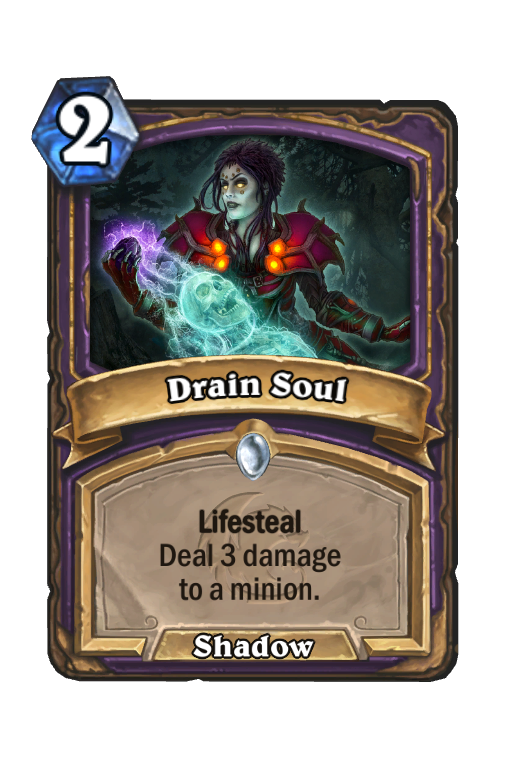 2
Drain Soul
Lifesteal
Deal 3 damage
to a minion.
Shadow